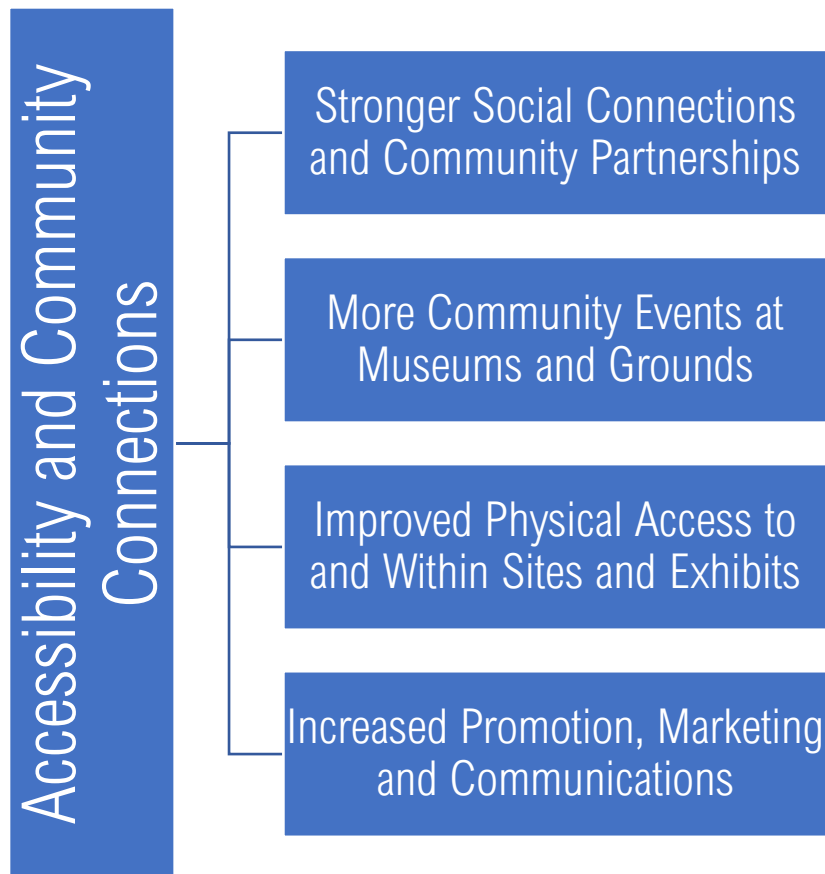 Accessibility and Community
Connections
Stronger Social Connections
and Community Partnerships
More Community Events at
Museums and Grounds
Improved Physical Access to
and Within Sites and Exhibits
Increased Promotion, Marketing
and Communications